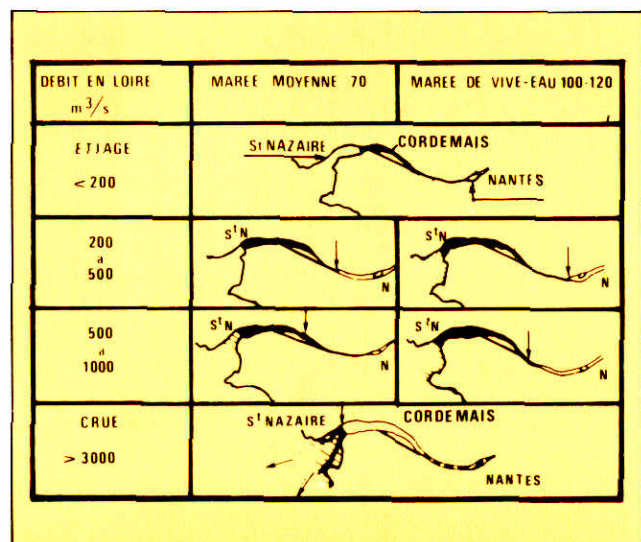 DEBIT EN LOIRE
m³/s
MAREE MOYENNE 70
MAREE DE VIVE-EAU 100-120
ETIAGE
< 200
St NAZAIRE
CORDEMAIS
NANTES
200
a
500
StN
N
StN
N
500
a
1000
StN
N
StN
N
CRUE
> 3000
St NAZAIRE
CORDEMAIS
NANTES